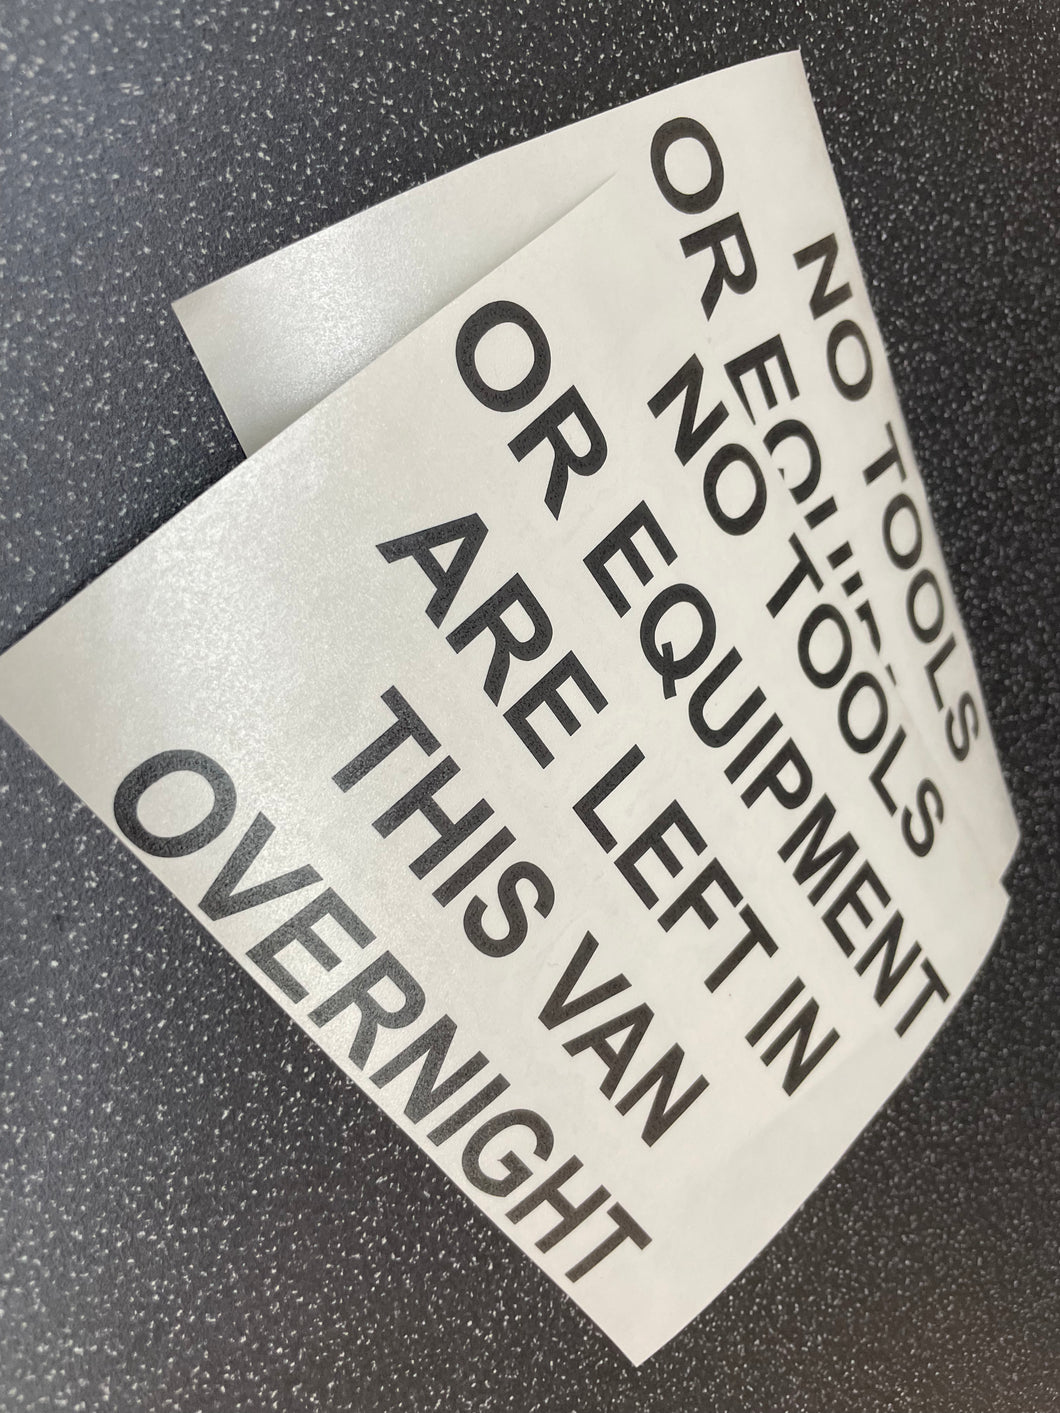 NO TOOLS
OR
NO TOOLS
OR EQUIPMENT
ARE LEFT IN
THIS VAN
OVERNIGHT